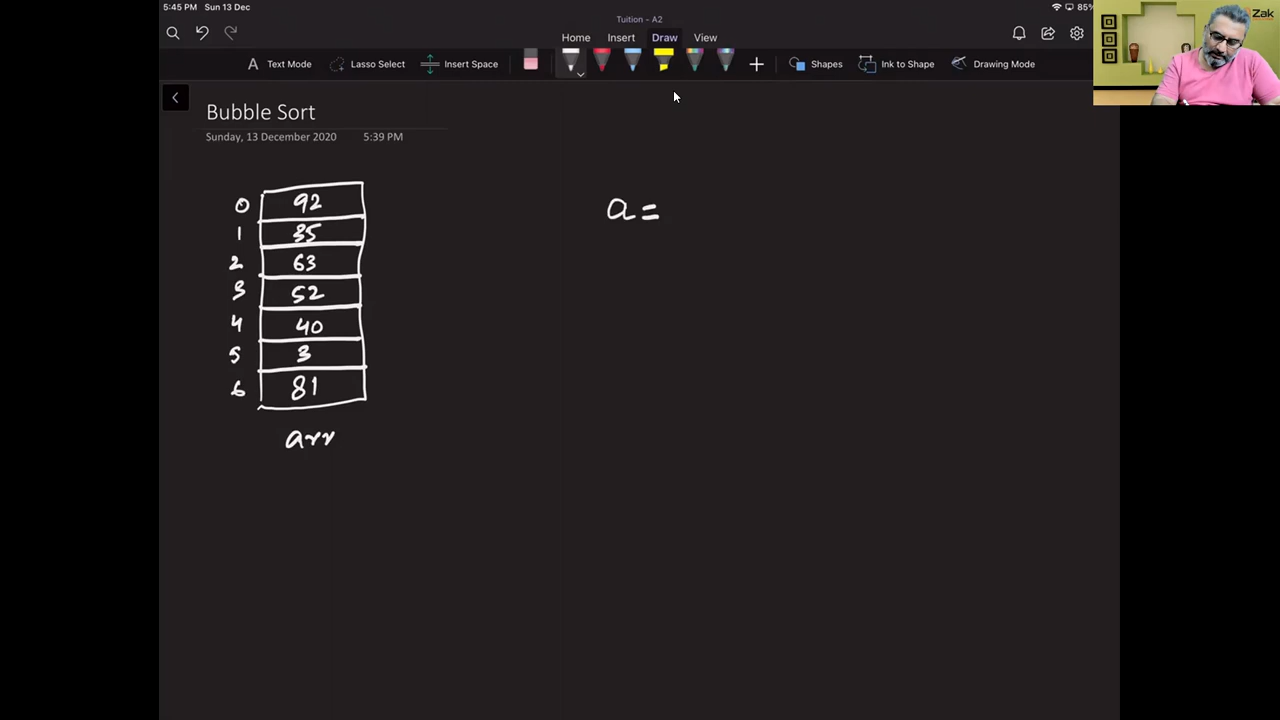 5:45 PM Sun 13 Dec
85%
Tuition - A2
Home Insert Draw View
A Text Mode Lasso Select Insert Space Shapes Ink to Shape Drawing Mode
Zak
Bubble Sort
Sunday, 13 December 2020 5:39 PM
0 92
1 35
2 63
3 52
4 40
5 3
6 81
arr
a =